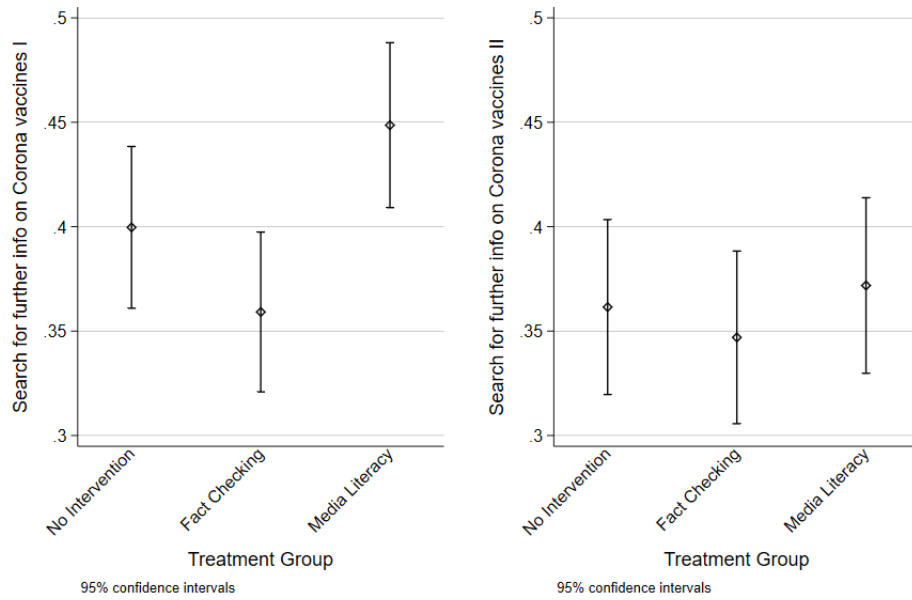 Search for further info on Corona vaccines I
.5
.45
.4
.35
.3
No Intervention
Fact Checking
Media Literacy
Treatment Group
95% confidence intervals
Search for further info on Corona vaccines II
.5
.45
.4
.35
.3
No Intervention
Fact Checking
Media Literacy
Treatment Group
95% confidence intervals